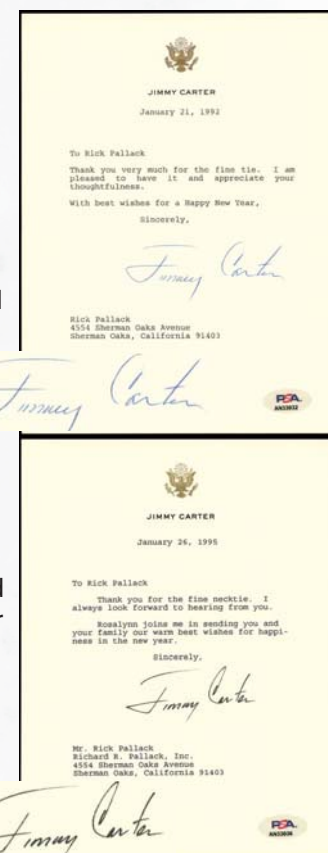 JIMMY CARTER
January 21, 1992
To Rick Pallack
Thank you very much for the fine tie. I am
pleased to have it and appreciate your
thoughtfulness.
With best wishes for a Happy New Year,
Sincerely,
Jimmy Carter
Rick Pallack
4554 Sherman Oaks Avenue
Sherman Oaks, California 91403
Jimmy Carter
PSA
JIMMY CARTER
January 26, 1995
To Rick Pallack
Thank you for the fine necktie. I
always look forward to hearing from you.
Rosalynn joins me in sending you and
your family our warm best wishes for happi-
ness in the new year.
Sincerely,
Jimmy Carter
Mr. Rick Pallack
Richard R. Pallack, Inc.
4554 Sherman Oaks Avenue
Sherman Oaks, California 91403
Jimmy Carter
PSA